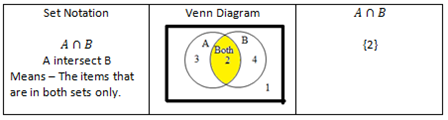 Set Notation
A ∩ B
A intersect B
Means – The items that
are in both sets only.
Venn Diagram
A
B
Both
3
2
4
1
A ∩ B
{2}